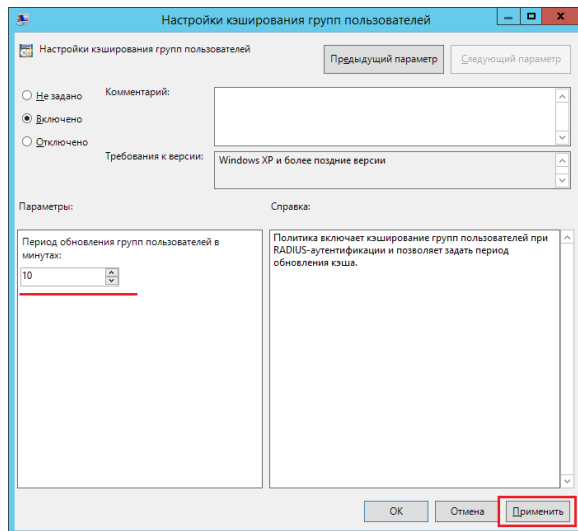 Настройки кэширования групп пользователей
Настройки кэширования групп пользователей
Предыдущий параметр
Следующий параметр
Не задано
Комментарий:
Включено
Отключено
Требования к версии:
Windows XP и более поздние версии
Параметры:
Справка:
Период обновления групп пользователей в
минутах:
10
Политика включает кэширование групп пользователей при
RADIUS-аутентификации и позволяет задать период
обновления кэша.
ОК
Отмена
Применить